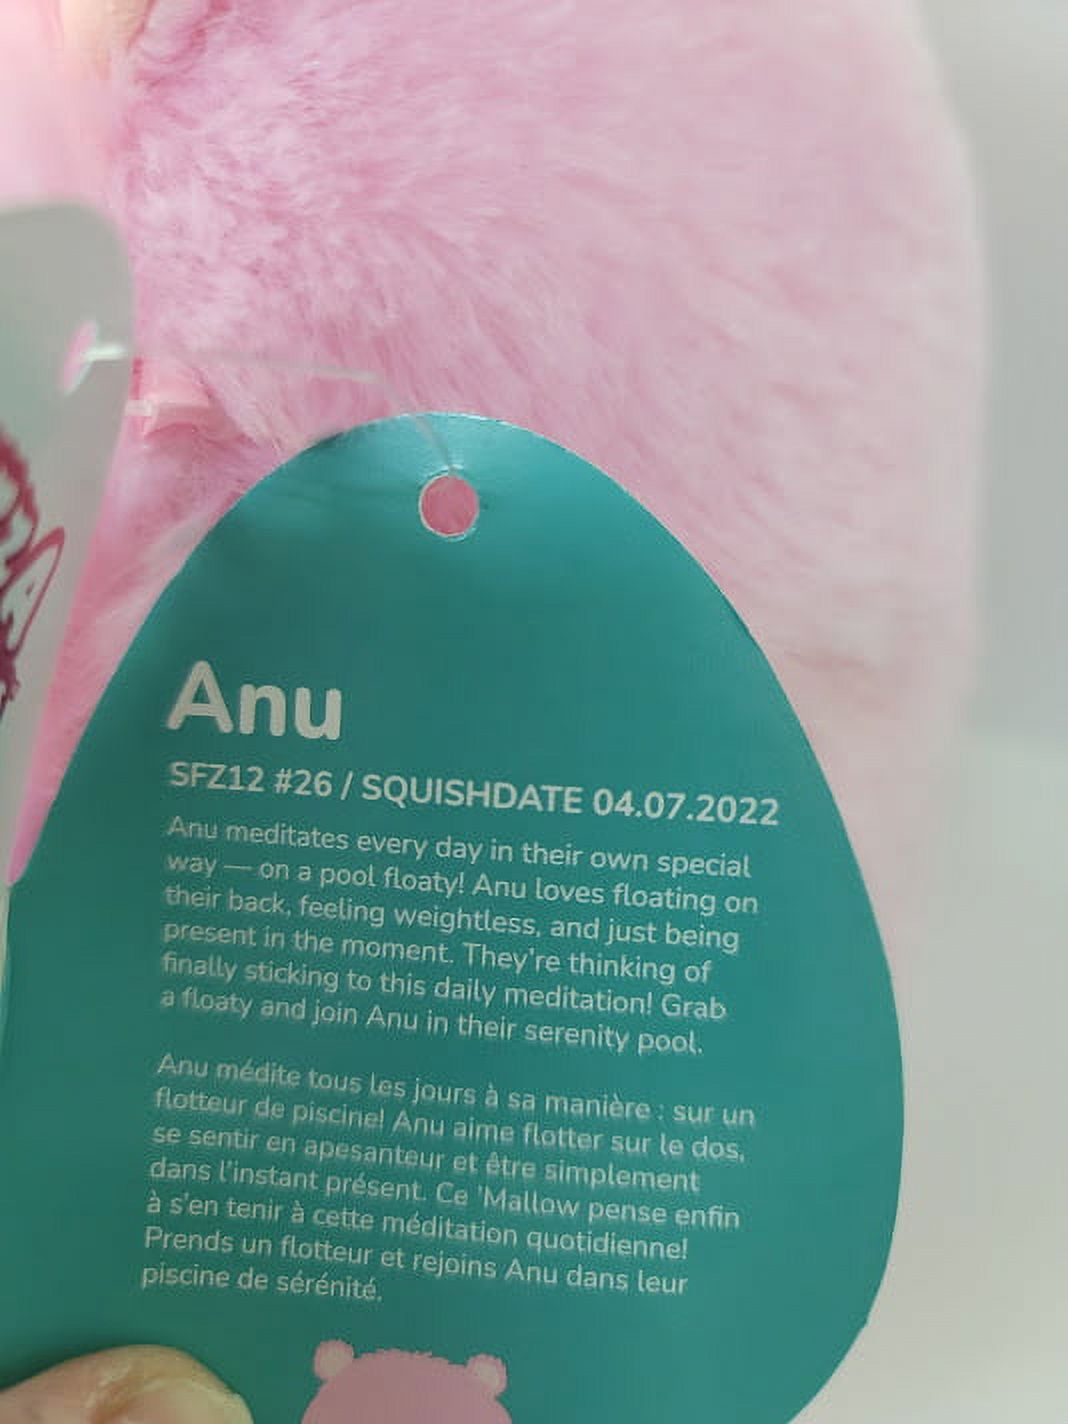 Anu
SFZ12 #26 / SQUISHDATE 04.07.2022
Anu meditates every day in their own special
way — on a pool floaty! Anu loves floating on
their back, feeling weightless, and just being
present in the moment. They're thinking of
finally sticking to this daily meditation! Grab
a floaty and join Anu in their serenity pool.
Anu médite tous les jours à sa manière : sur un
flotteur de piscine! Anu aime flotter sur le dos,
se sentir en apesanteur et être simplement
dans l'instant présent. Ce 'Mallow pense enfin
à s'en tenir à cette méditation quotidienne!
Prends un flotteur et rejoins Anu dans leur
piscine de sérénité.